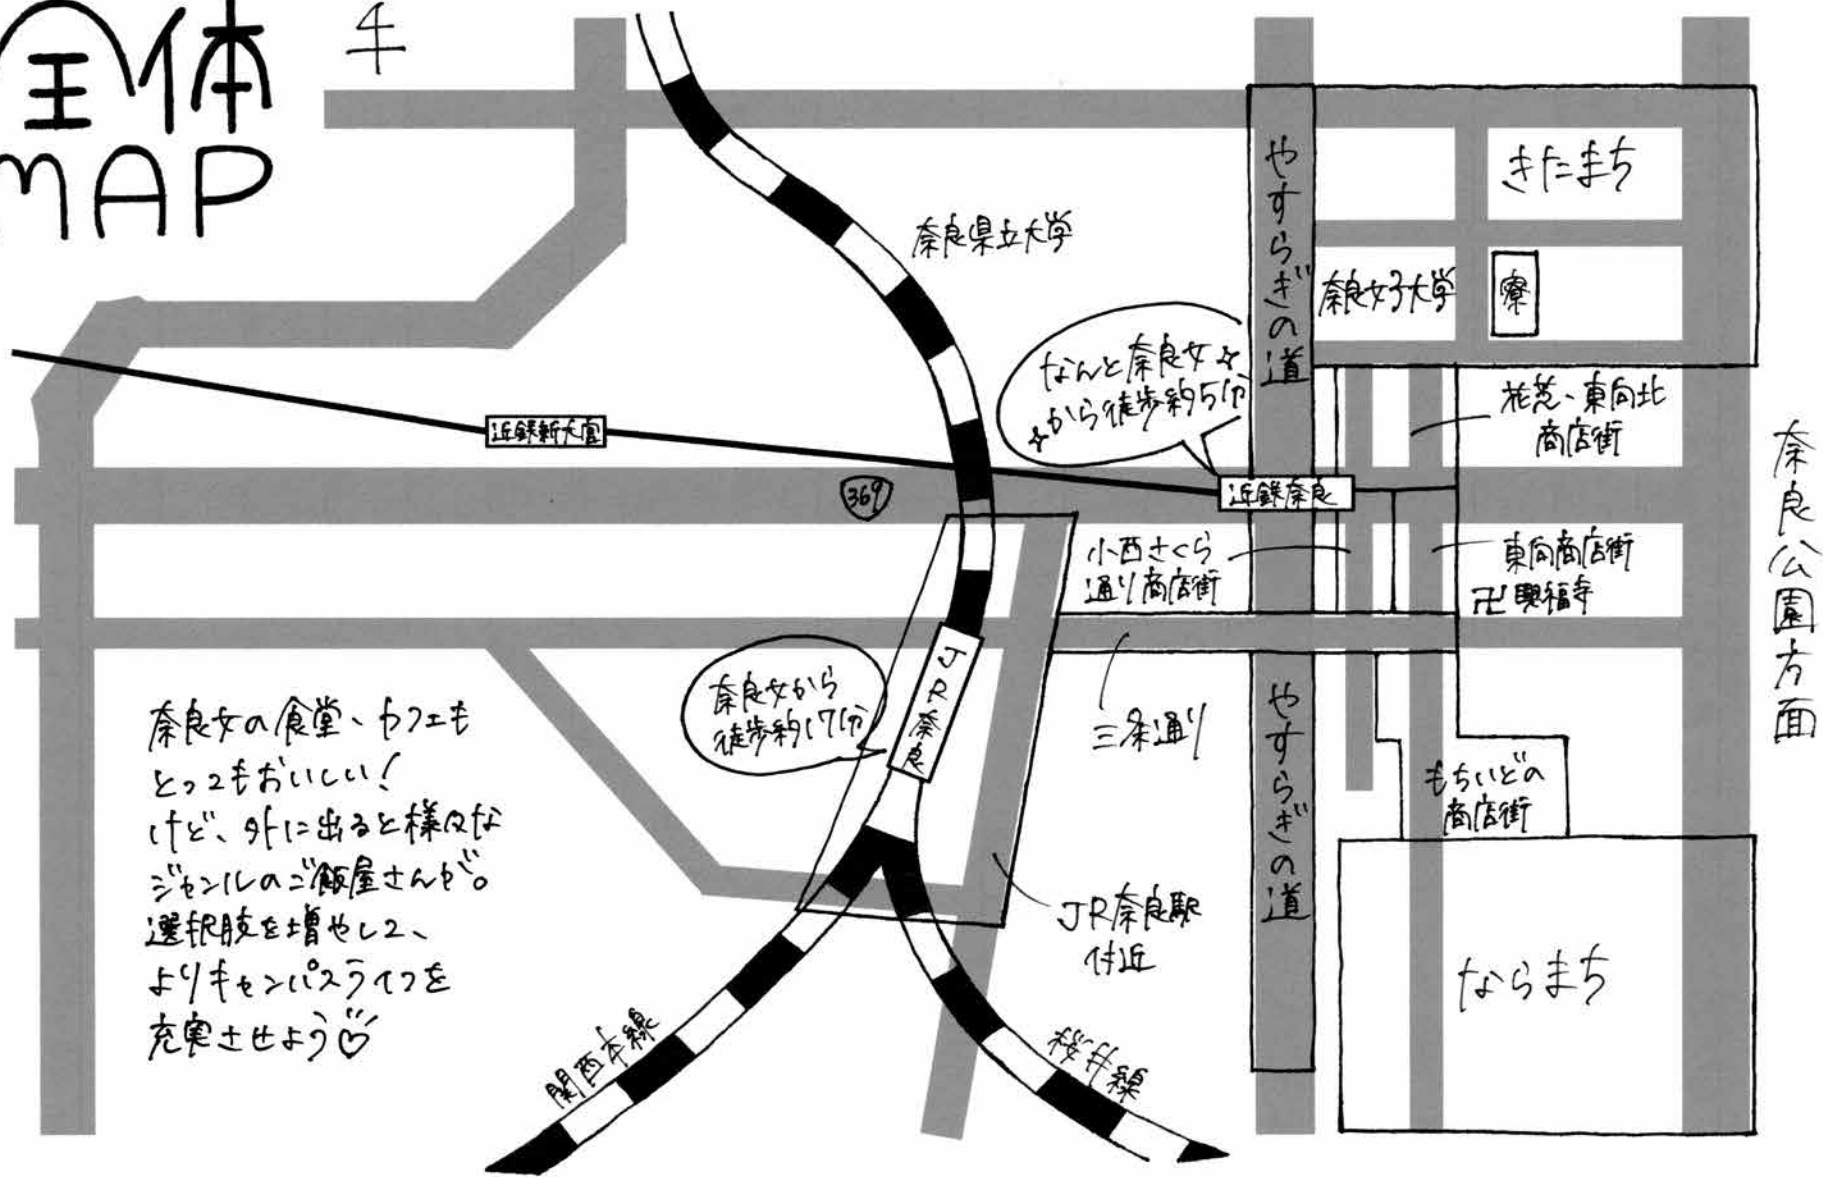 全体
MAP
奈良県立大学
やすらぎの道
きたまち
奈良女子大学
寮
なんと奈良女☆
☆から徒歩約5分
花芝、東向北
商店街
近鉄新大宮
369
近鉄奈良
奈良公園方面
小西さくら
通り商店街
東向商店街
卍興福寺
JR奈良
奈良女から
徒歩約17分
三条通り
やすらぎの道
もちいどの
商店街
奈良女の食堂、カフェも
とってもおいしい!
けど、外に出ると様々な
ジャンルのご飯屋さんが。
選択肢を増やして、
よりキャンパスライフを
充実させよう♡
JR奈良駅
付近
ならまち
関西本線
桜井線